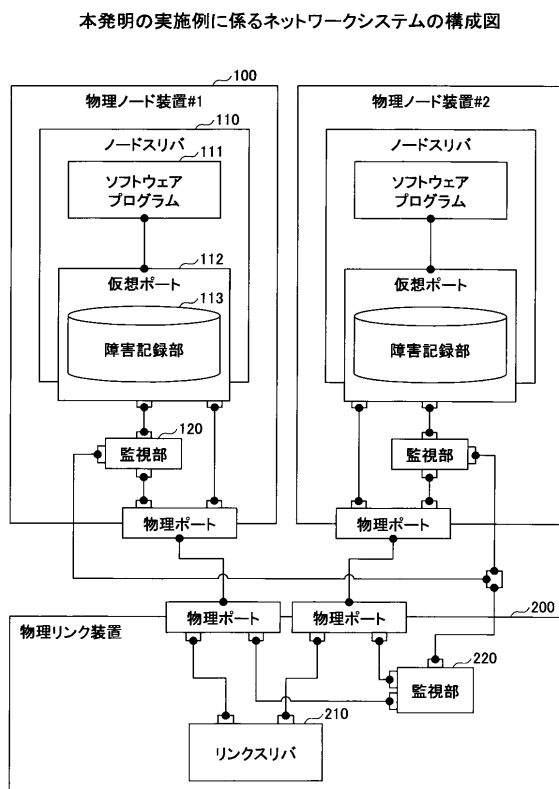 本発明の実施例に係るネットワークシステムの構成図
100
物理ノード装置#1
物理ノード装置#2
110
ノードスリバ
ノードスリバ
111
ソフトウェア
プログラム
ソフトウェア
プログラム
112
仮想ポート
仮想ポート
113
障害記録部
障害記録部
120
監視部
監視部
物理ポート
物理ポート
200
物理リンク装置
物理ポート
物理ポート
220
監視部
210
リンクスリバ